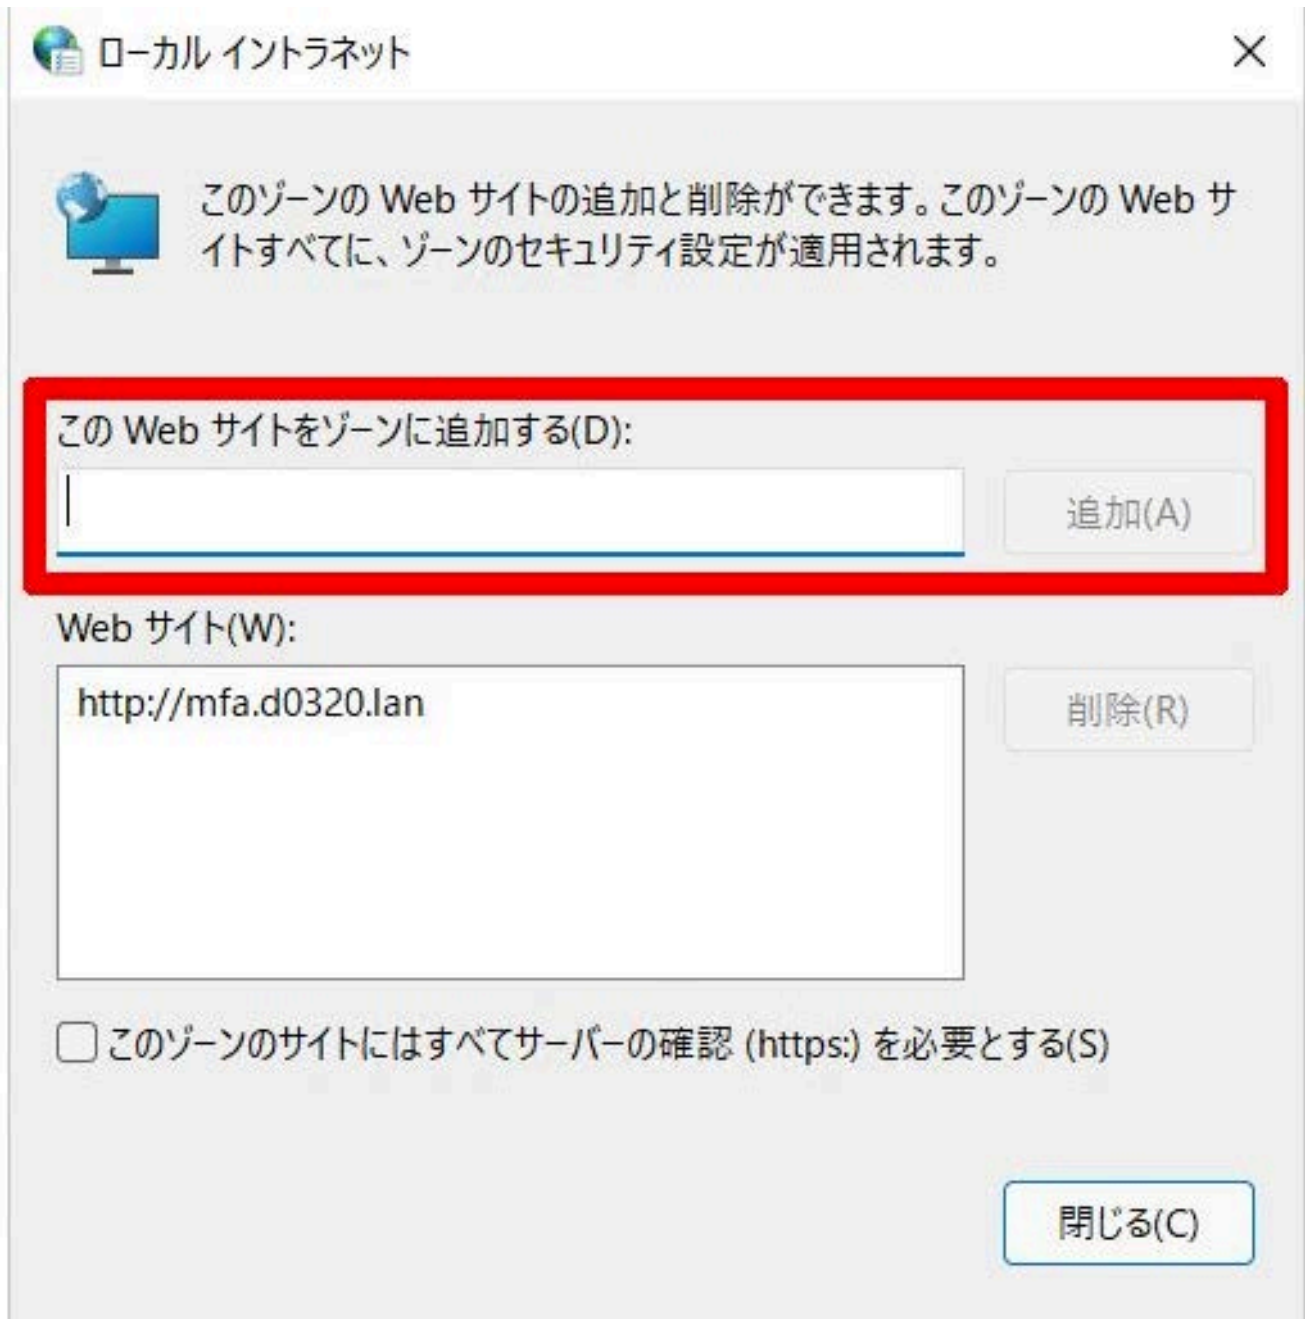 ローカル イントラネット
このゾーンの Web サイトの追加と削除ができます。このゾーンの Web サ
イトすべてに、ゾーンのセキュリティ設定が適用されます。
この Web サイトをゾーンに追加する(D):
追加(A)
Web サイト(W):
http://mfa.d0320.lan
削除(R)
このゾーンのサイトにはすべてサーバーの確認 (https:) を必要とする(S)
閉じる(C)